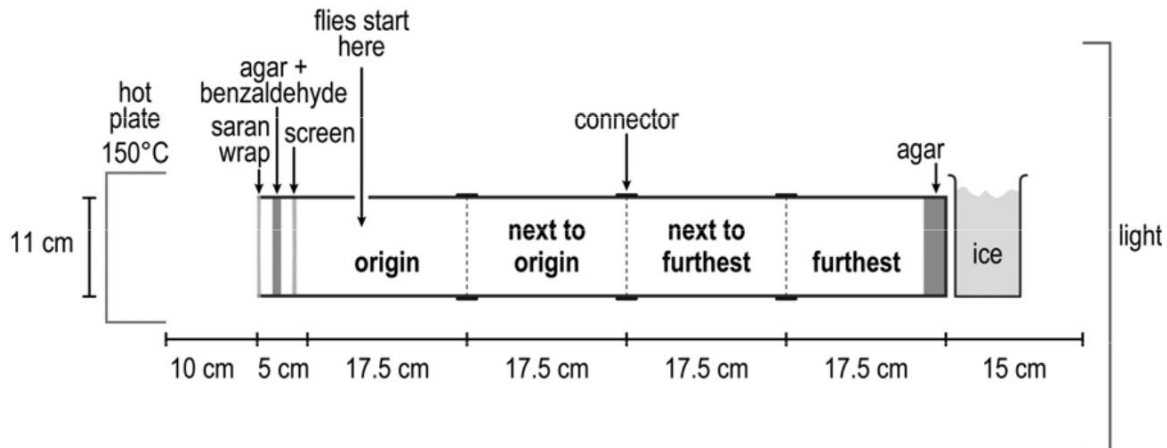 flies start
here
agar +
benzaldehyde
hot
plate
150°C
saran
wrap
screen
connector
agar
11 cm
origin
next to
origin
next to
furthest
furthest
ice
light
10 cm
5 cm
17.5 cm
17.5 cm
17.5 cm
17.5 cm
15 cm